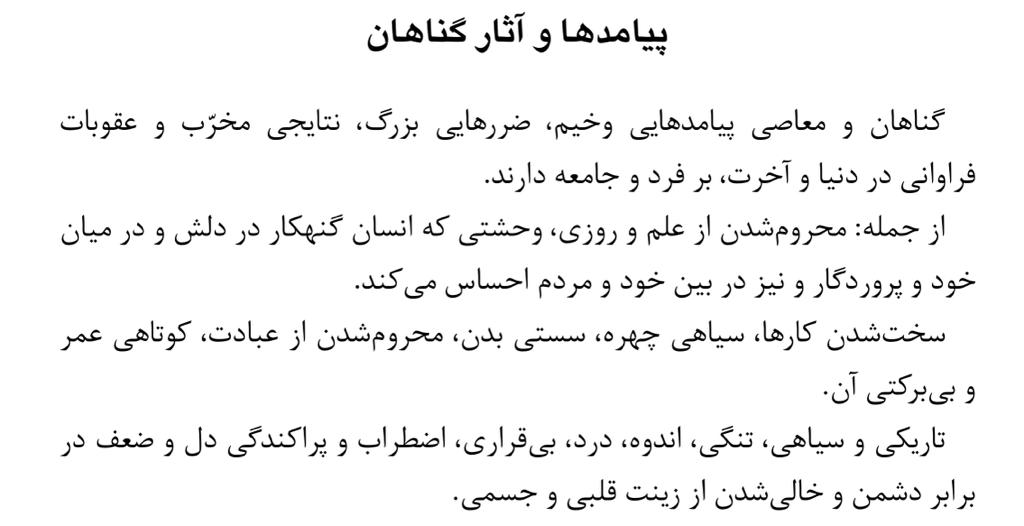 پیامدها و آثار گناهان
گناهان و معاصی پیامدهایی وخیم، ضررهایی بزرگ، نتایجی مخرّب و عقوبات
فراوانی در دنیا و آخرت، بر فرد و جامعه دارند.
از جمله: محروم‌شدن از علم و روزی، وحشتی که انسان گنهکار در دلش و در میان
خود و پروردگار و نیز در بین خود و مردم احساس می‌کند.
سخت‌شدن کارها، سیاهی چهره، سستی بدن، محروم‌شدن از عبادت، کوتاهی عمر
و بی‌برکتی آن.
تاریکی و سیاهی، تنگی، اندوه، درد، بی‌قراری، اضطراب و پراکندگی دل و ضعف در
برابر دشمن و خالی‌شدن از زینت قلبی و جسمی.